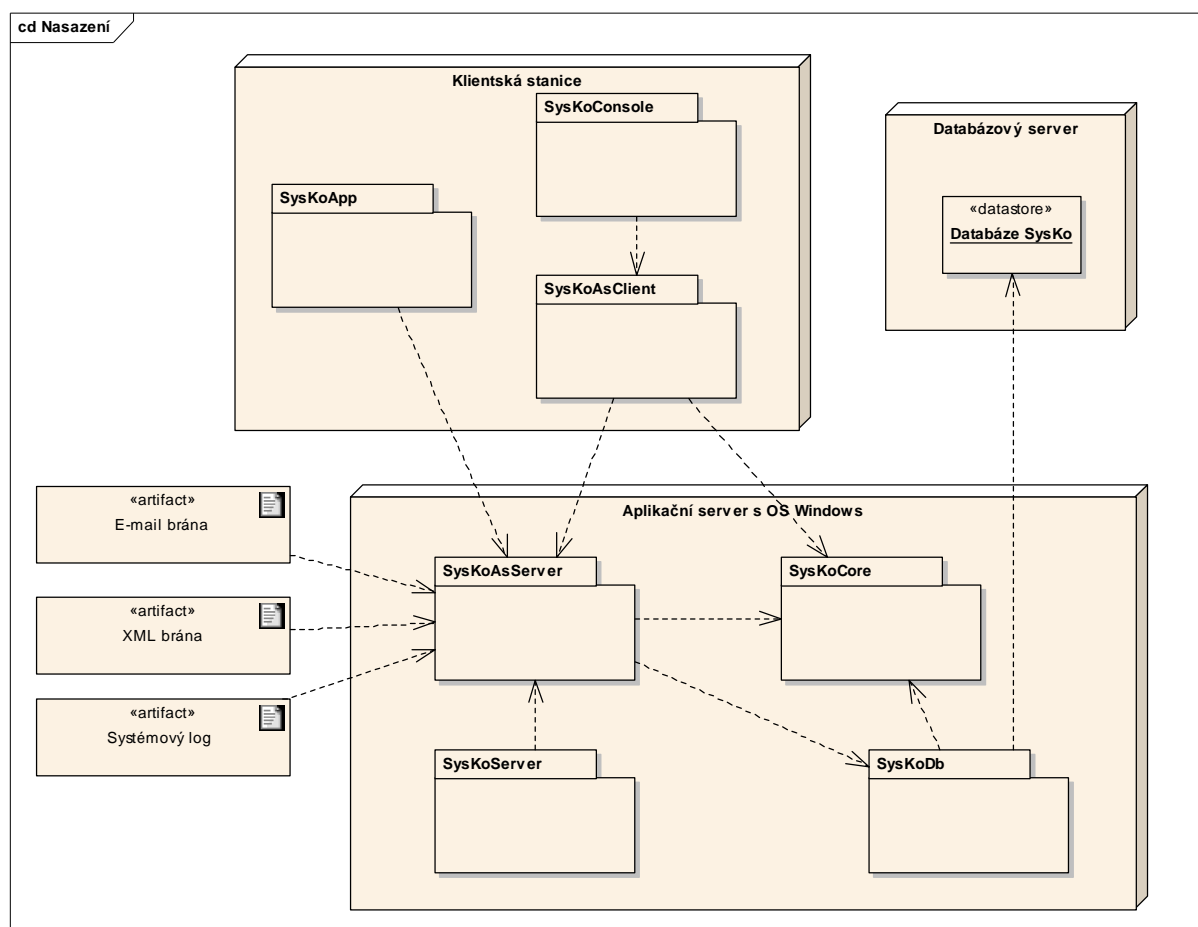 cd Nasazení
Klientská stanice
SysKoConsole
SysKoApp
SysKoAsClient
Databázový server
«datastore»
Databáze SysKo
«artifact»
E-mail brána
«artifact»
XML brána
«artifact»
Systémový log
Aplikační server s OS Windows
SysKoAsServer
SysKoCore
SysKoServer
SysKoDb